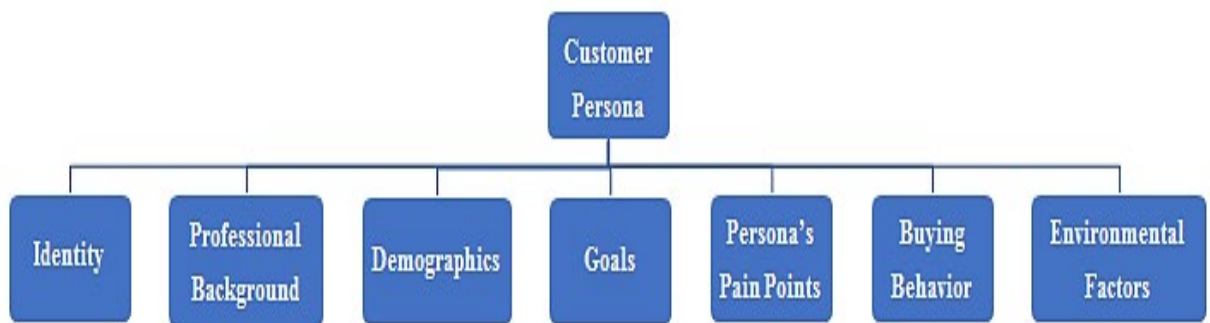 Customer
Persona
Identity
Professional
Background
Demographics
Goals
Persona's
Pain Points
Buying
Behavior
Environmental
Factors